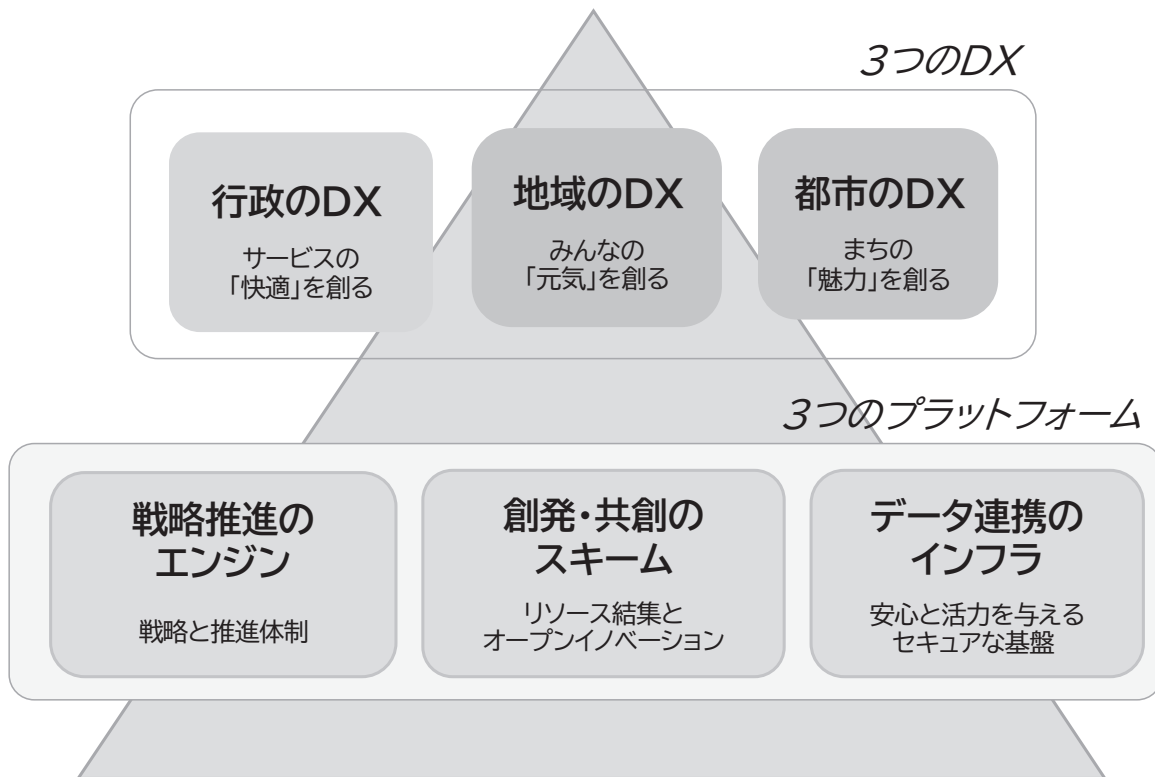 3つのDX
行政のDX
サービスの
「快適」を創る
地域のDX
みんなの
「元気」を創る
都市のDX
まちの
「魅力」を創る
3つのプラットフォーム
戦略推進の
エンジン
戦略と推進体制
創発・共創の
スキーム
リソース結集と
オープンイノベーション
データ連携の
インフラ
安心と活力を与える
セキュアな基盤